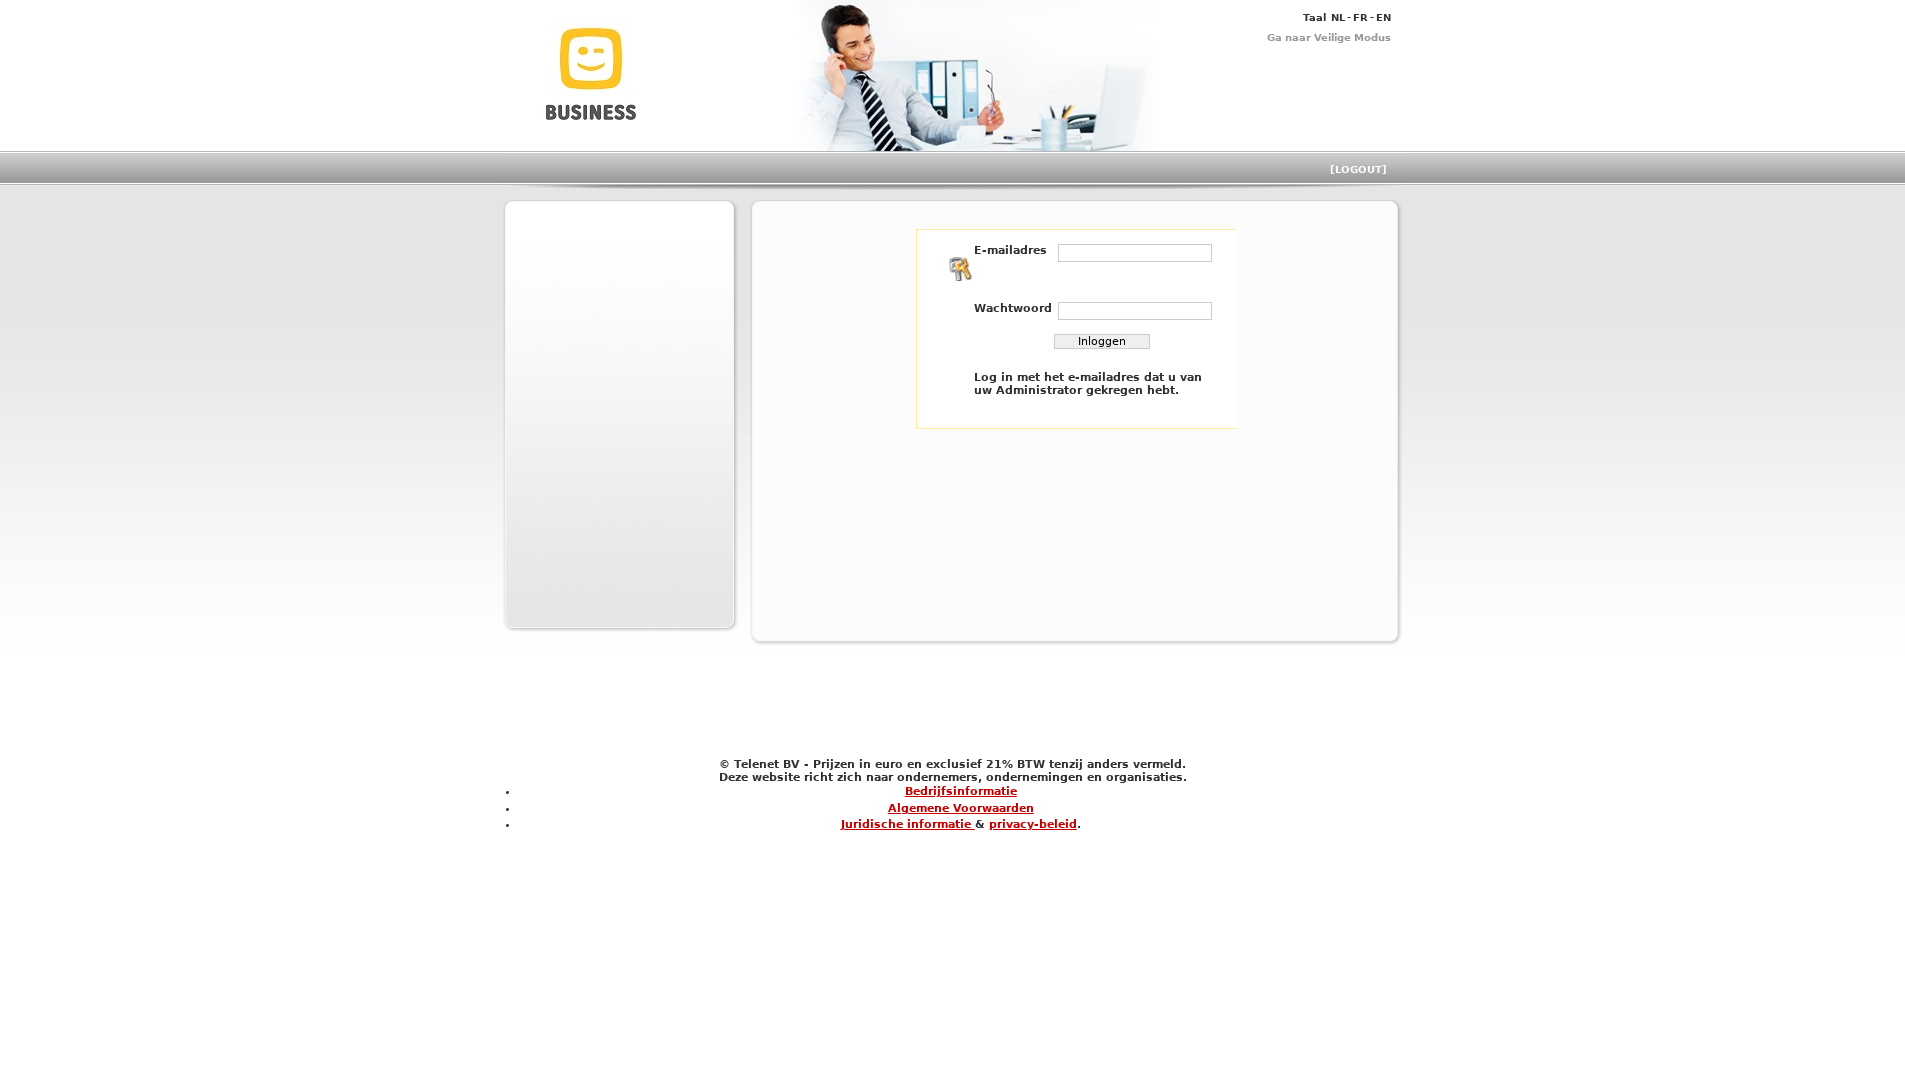 Taal NL - FR - EN
Ga naar Veilige Modus
BUSINESS
[LOGOUT]
E-mailadres
Wachtwoord
Inloggen
Log in met het e-mailadres dat u van
uw Administrator gekregen hebt.
© Telenet BV - Prijzen in euro en exclusief 21% BTW tenzij anders vermeld.
Deze website richt zich naar ondernemers, ondernemingen en organisaties.
• Bedrijfsinformatie
• Algemene Voorwaarden
• Juridische informatie & privacy-beleid.